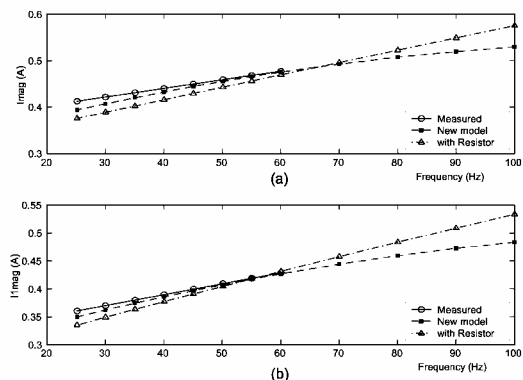 0.6
0.5
0.4
0.3
Imag (A)
Measured
New model
with Resistor
20 30 40 50 60 70 80 90 100
(a)
Frequency (Hz)
0.55
0.5
0.45
0.4
0.35
0.3
I1mag (A)
Measured
New model
with Resistor
20 30 40 50 60 70 80 90 100
(b)
Frequency (Hz)